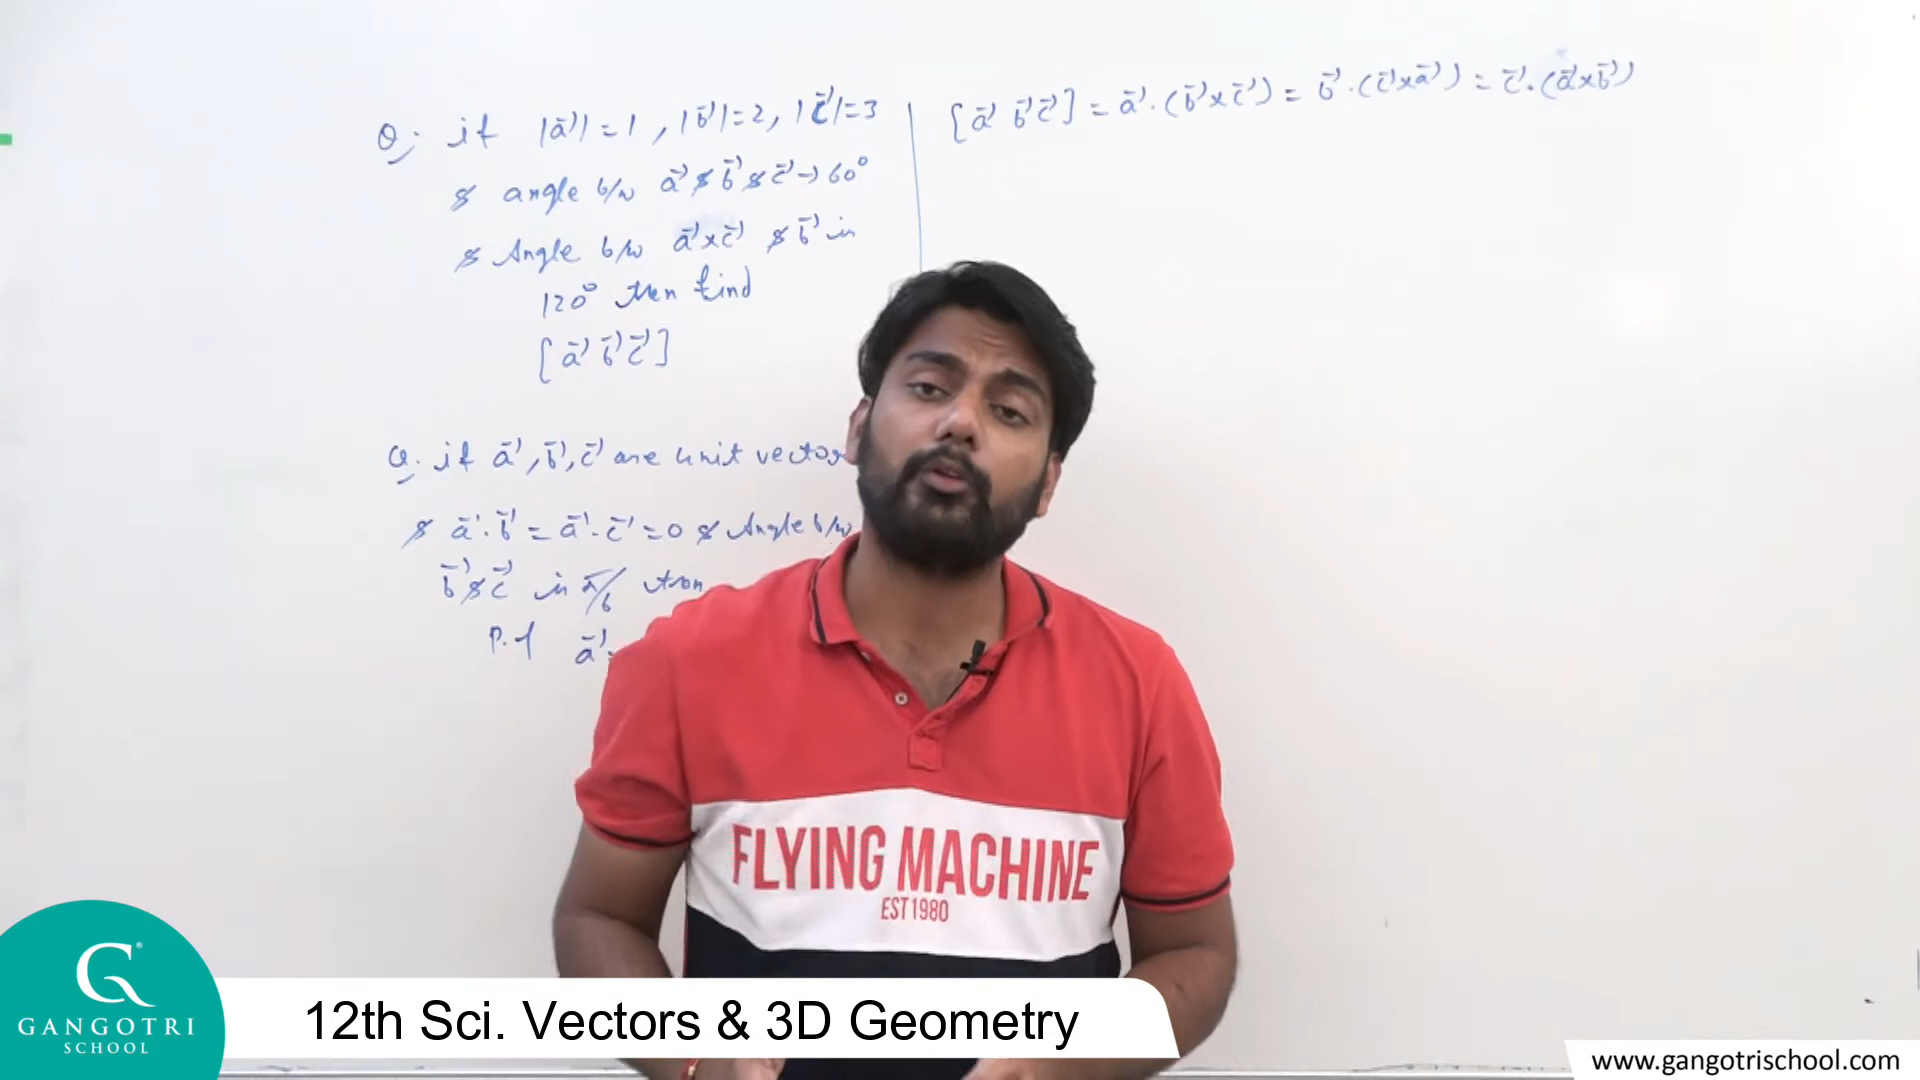 Q. if |a⃗| = 1 , |b⃗| = 2, |c⃗| = 3
& angle b/w a⃗ & b⃗ & c⃗ → 60°
& Angle b/w a⃗ x c⃗ & b⃗ is
120° then find
[a⃗ b⃗ c⃗]
Q. if a⃗, b⃗, c⃗ are unit vector
& a⃗ . b⃗ = a⃗ . c⃗ = 0 & Angle b/w
b⃗ & c⃗ is π/6 then
P.T a⃗ =
[a⃗ b⃗ c⃗] = a⃗ . (b⃗ x c⃗) = b⃗ . (c⃗ x a⃗) = c⃗ . (a⃗ x b⃗)
FLYING MACHINE
EST 1980
G®
GANGOTRI
SCHOOL
12th Sci. Vectors & 3D Geometry
www.gangotrischool.com